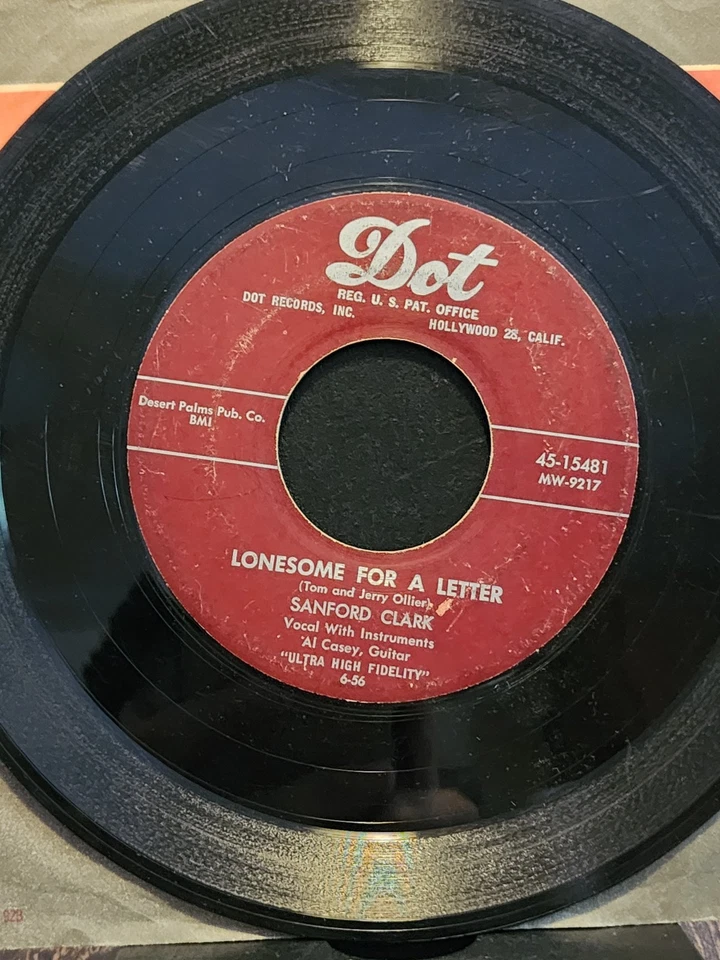 Dot
REG. U. S. PAT. OFFICE
DOT RECORDS, INC.
HOLLYWOOD 28, CALIF.
Desert Palms Pub. Co.
BMI
45-15481
MW-9217
LONESOME FOR A LETTER
(Tom and Jerry Ollier)
SANFORD CLARK
Vocal With Instruments
Al Casey, Guitar
"ULTRA HIGH FIDELITY"
6-56